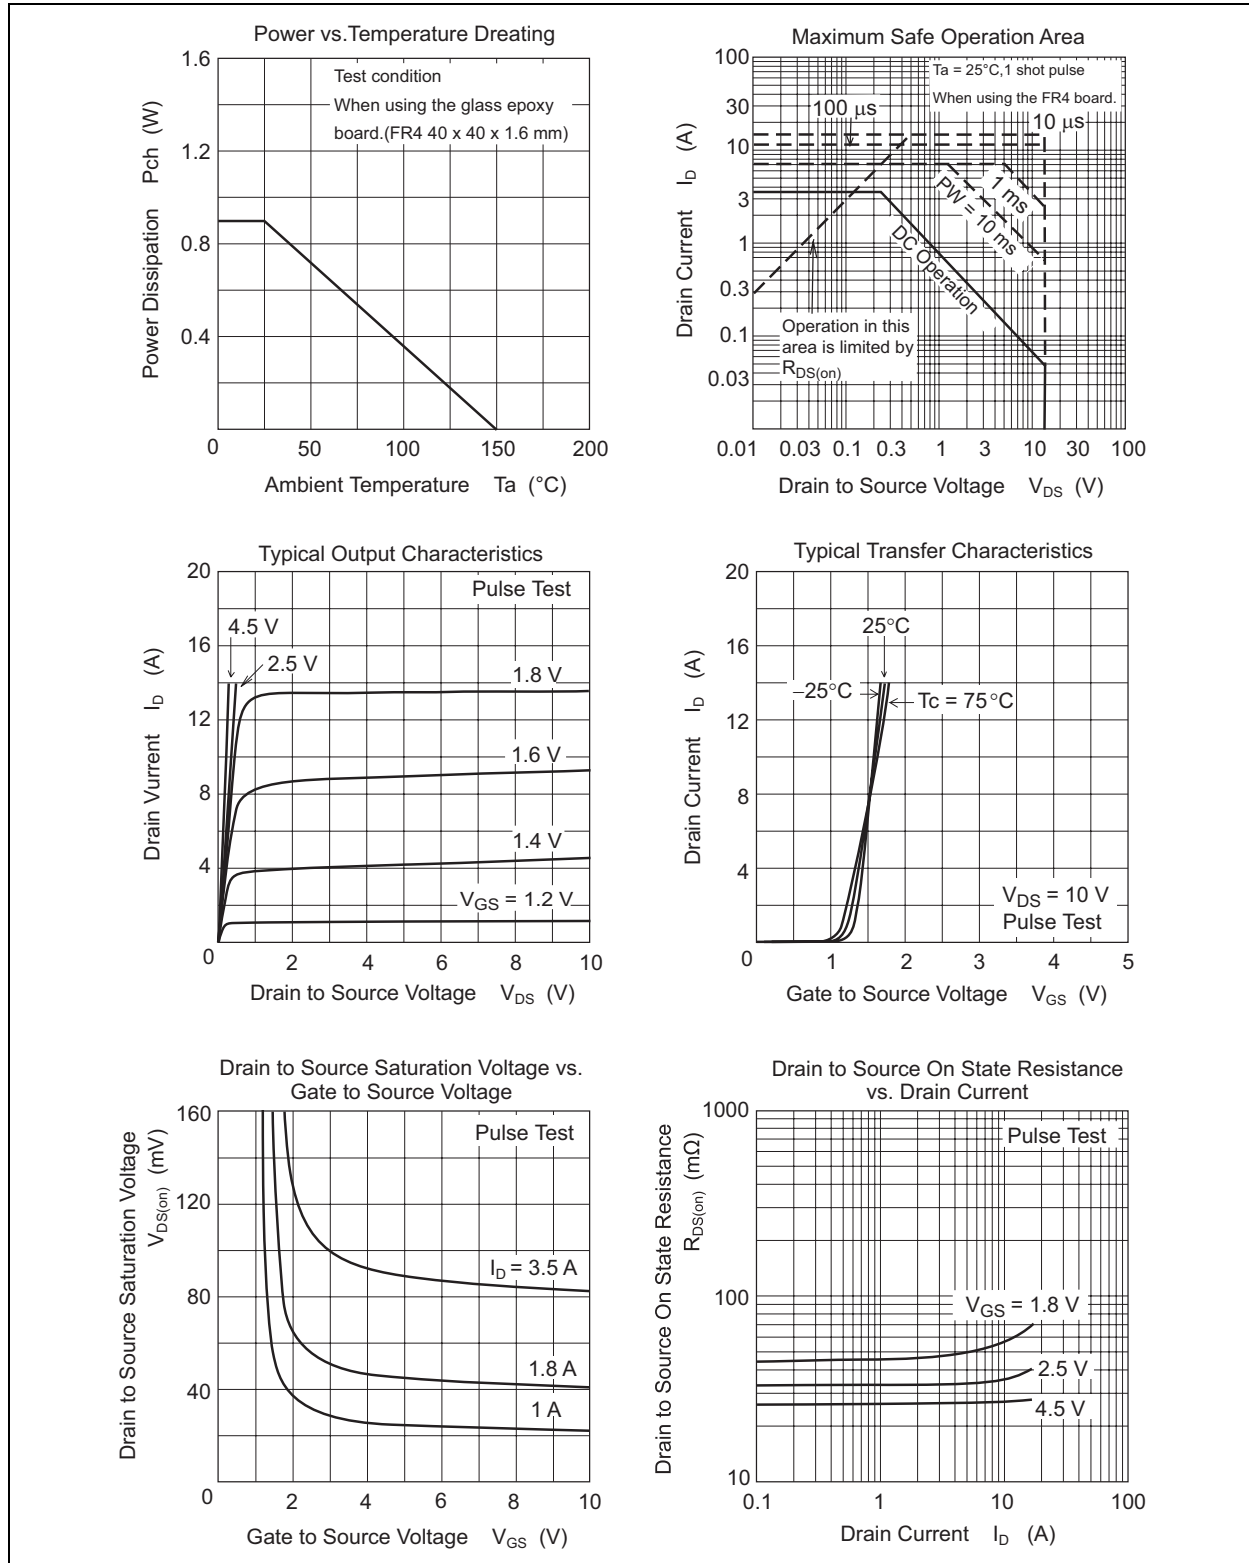 Power vs.Temperature Dreating
1.6
1.2
0.8
0.4
Power Dissipation Pch (W)
Test condition
When using the glass epoxy
board.(FR4 40 x 40 x 1.6 mm)
0 50 100 150 200
Ambient Temperature Ta (°C)
Maximum Safe Operation Area
100
30
10
3
1
0.3
0.1
0.03
Drain Current I_D (A)
Ta = 25°C,1 shot pulse
When using the FR4 board.
100 μs
10 μs
1 ms
PW = 10 ms
DC Operation
Operation in this
area is limited by
R_DS(on)
0.01 0.03 0.1 0.3 1 3 10 30 100
Drain to Source Voltage V_DS (V)
Typical Output Characteristics
20
16
12
8
4
0
Drain Vurrent I_D (A)
Pulse Test
4.5 V
2.5 V
1.8 V
1.6 V
1.4 V
V_GS = 1.2 V
2 4 6 8 10
Drain to Source Voltage V_DS (V)
Typical Transfer Characteristics
20
16
12
8
4
0
Drain Current I_D (A)
25°C
–25°C
Tc = 75°C
V_DS = 10 V
Pulse Test
1 2 3 4 5
Gate to Source Voltage V_GS (V)
Drain to Source Saturation Voltage vs.
Gate to Source Voltage
160
120
80
40
0
Drain to Source Saturation Voltage
V_DS(on) (mV)
Pulse Test
I_D = 3.5 A
1.8 A
1 A
2 4 6 8 10
Gate to Source Voltage V_GS (V)
Drain to Source On State Resistance
vs. Drain Current
1000
100
10
Drain to Source On State Resistance
R_DS(on) (mΩ)
Pulse Test
V_GS = 1.8 V
2.5 V
4.5 V
0.1 1 10 100
Drain Current I_D (A)